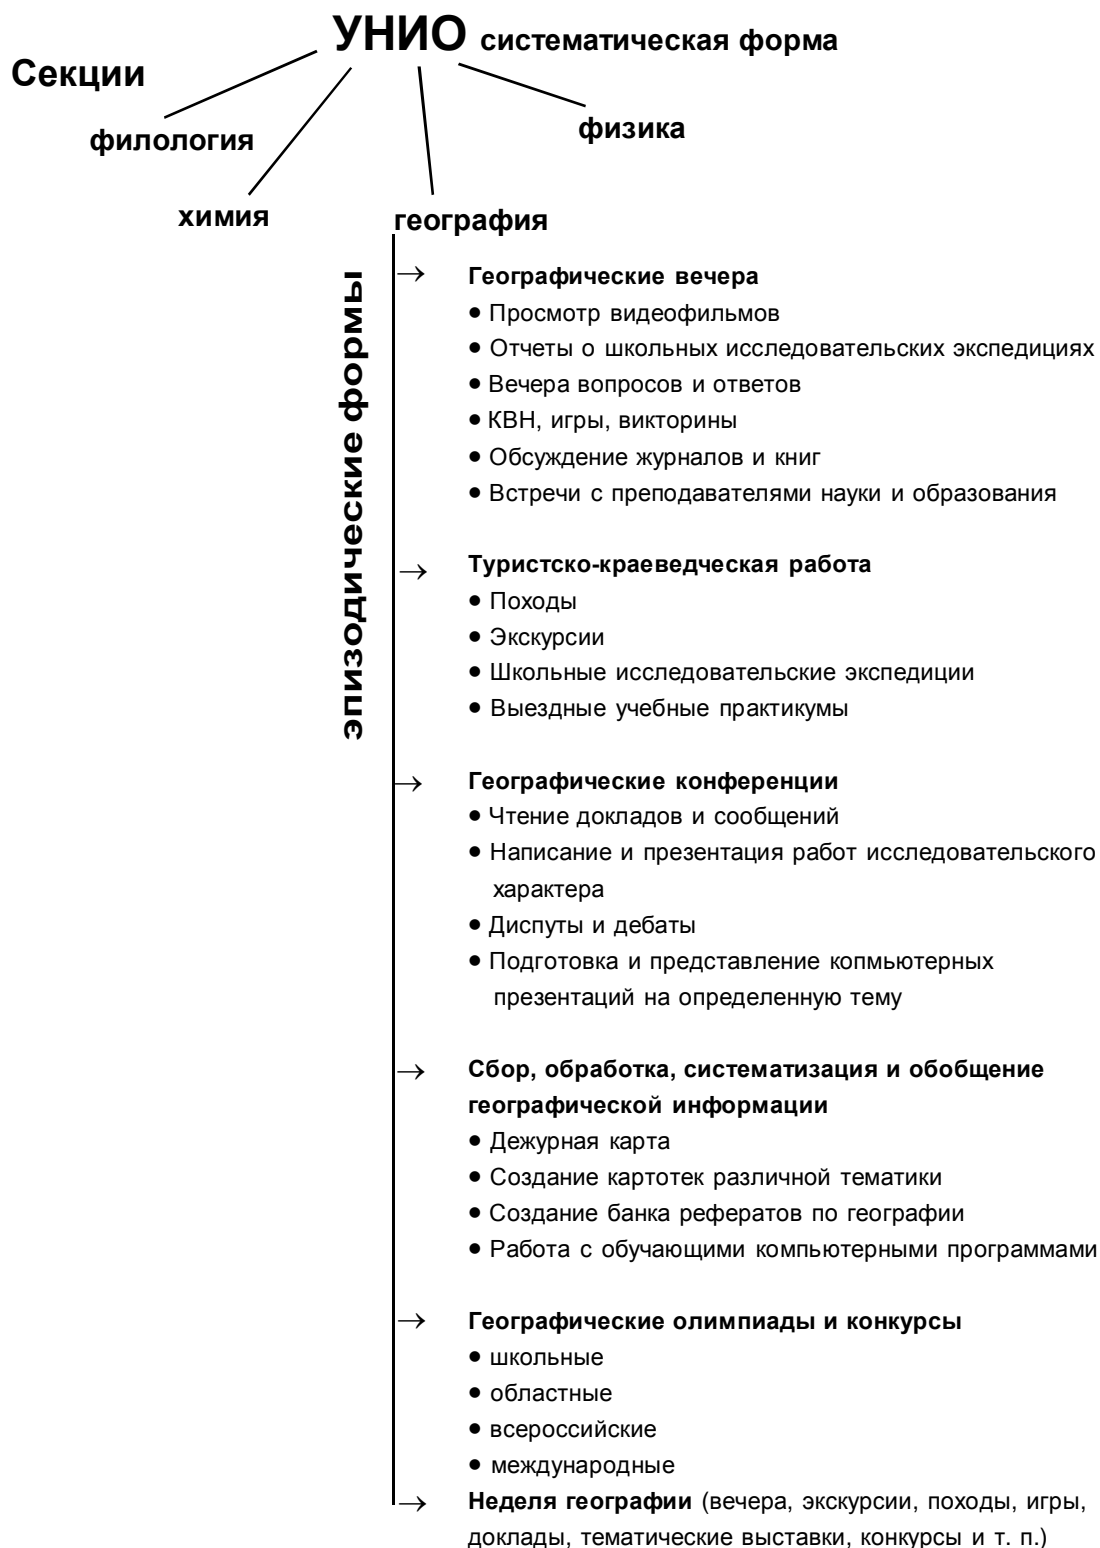 УНИО систематическая форма
Секции
филология
физика
химия
география
эпизодические формы
→ Географические вечера
• Просмотр видеофильмов
• Отчеты о школьных исследовательских экспедициях
• Вечера вопросов и ответов
• КВН, игры, викторины
• Обсуждение журналов и книг
• Встречи с преподавателями науки и образования
→ Туристско-краеведческая работа
• Походы
• Экскурсии
• Школьные исследовательские экспедиции
• Выездные учебные практикумы
→ Географические конференции
• Чтение докладов и сообщений
• Написание и презентация работ исследовательского
характера
• Диспуты и дебаты
• Подготовка и представление копмьютерных
презентаций на определенную тему
→ Сбор, обработка, систематизация и обобщение
географической информации
• Дежурная карта
• Создание картотек различной тематики
• Создание банка рефератов по географии
• Работа с обучающими компьютерными программами
→ Географические олимпиады и конкурсы
• школьные
• областные
• всероссийские
• международные
→ Неделя географии (вечера, экскурсии, походы, игры,
доклады, тематические выставки, конкурсы и т. п.)